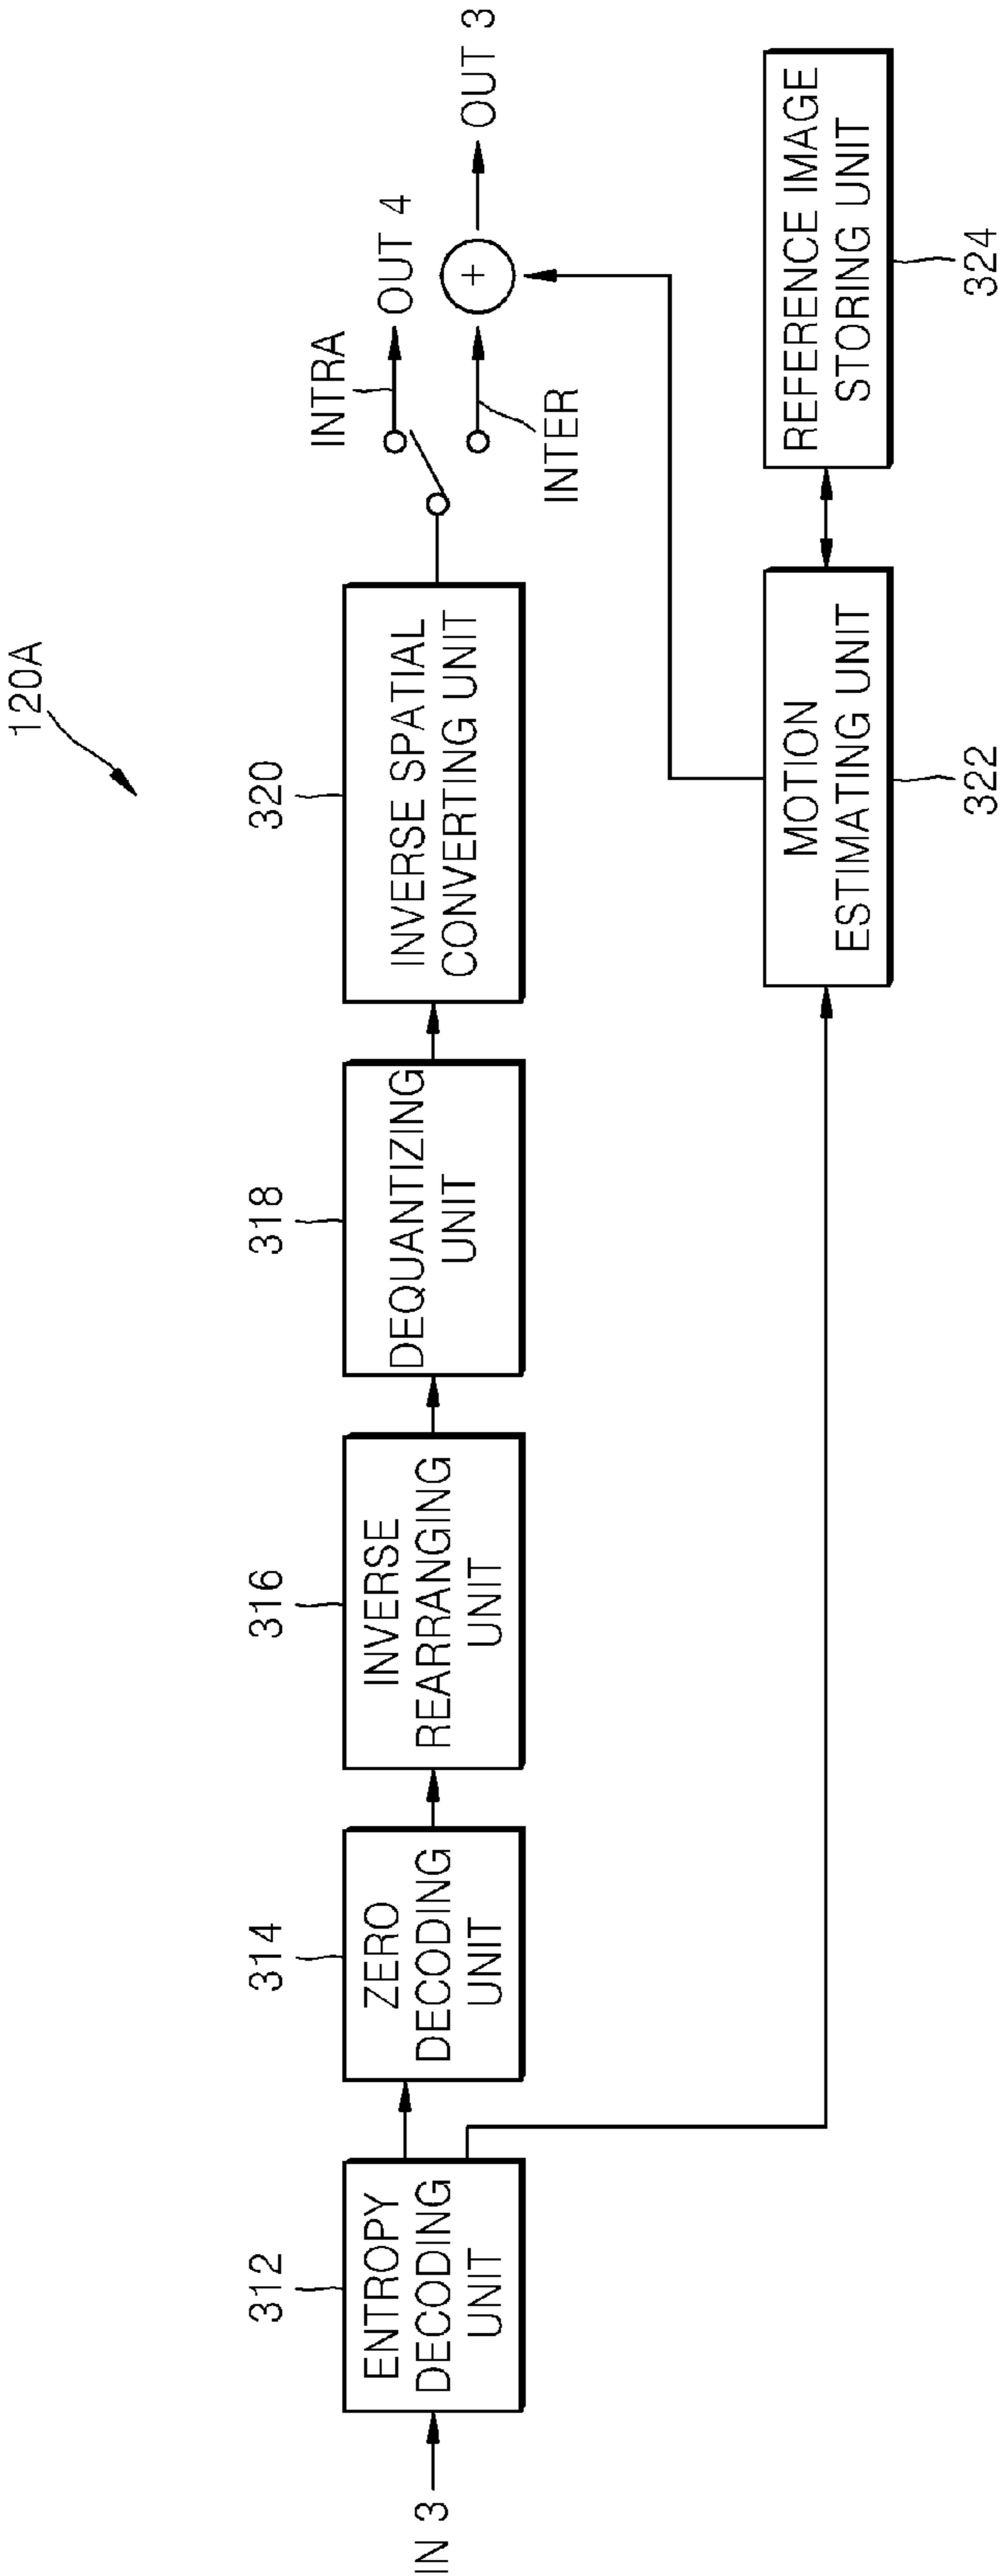 120A
312
314
316
318
320
IN 3
ENTROPY
DECODING
UNIT
ZERO
DECODING
UNIT
INVERSE
REARRANGING
UNIT
DEQUANTIZING
UNIT
INVERSE SPATIAL
CONVERTING UNIT
INTRA
OUT 4
INTER
+
OUT 3
MOTION
ESTIMATING UNIT
322
REFERENCE IMAGE
STORING UNIT
324